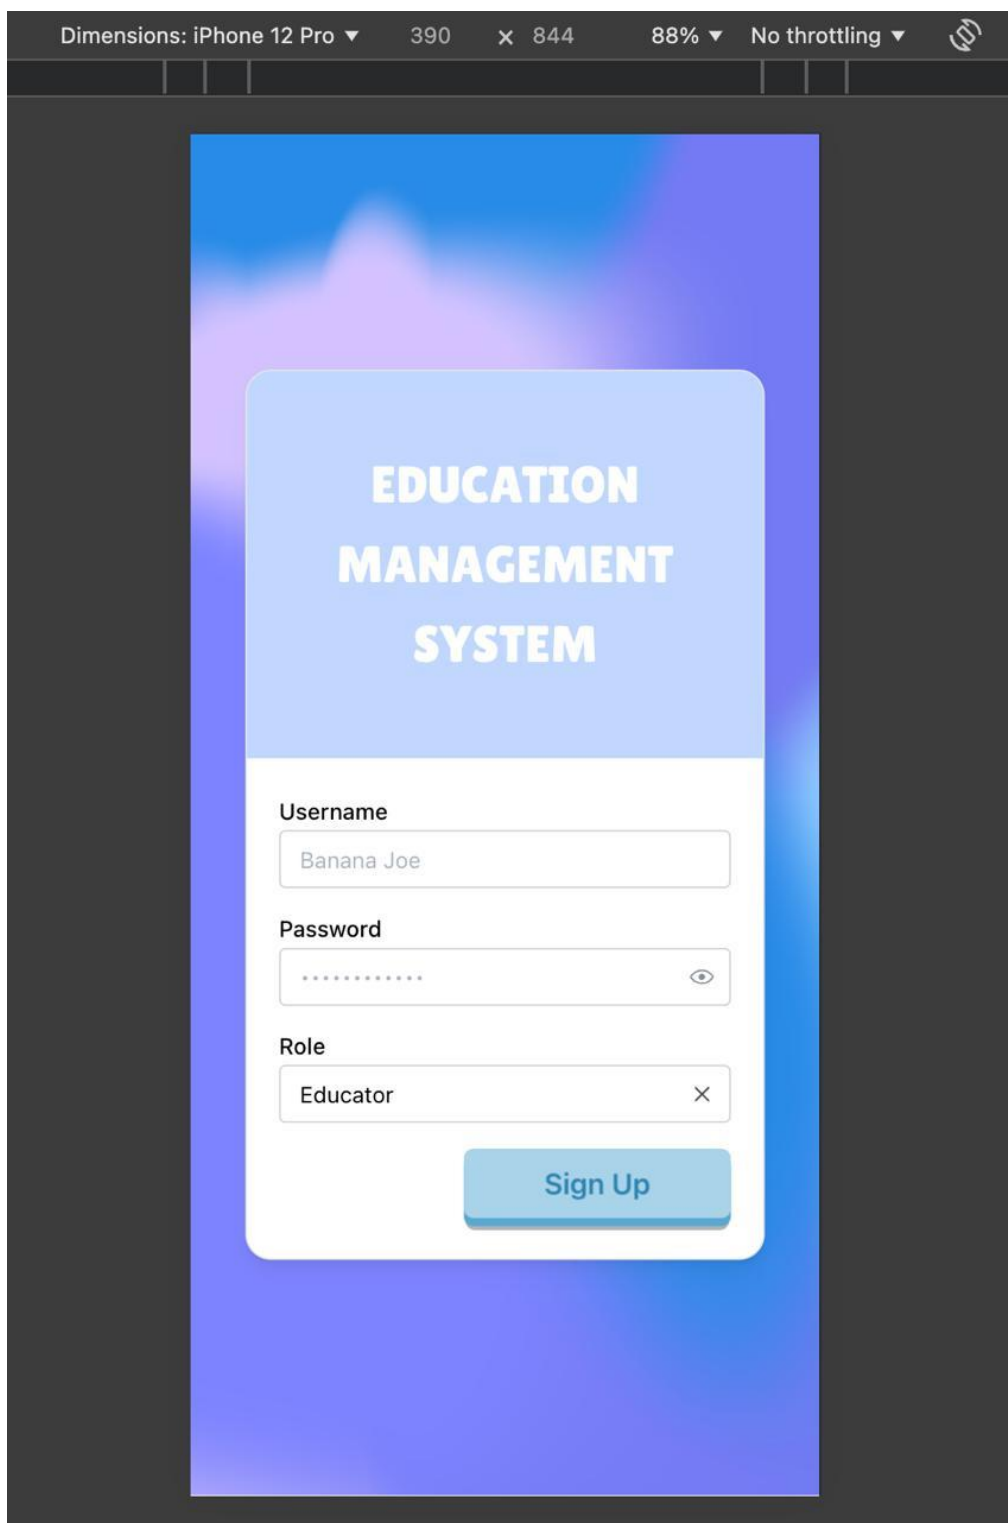 Dimensions: iPhone 12 Pro ▼ 390 × 844 88% ▼ No throttling ▼
EDUCATION
MANAGEMENT
SYSTEM
Username
Banana Joe
Password
••••••••••••
Role
Educator
Sign Up